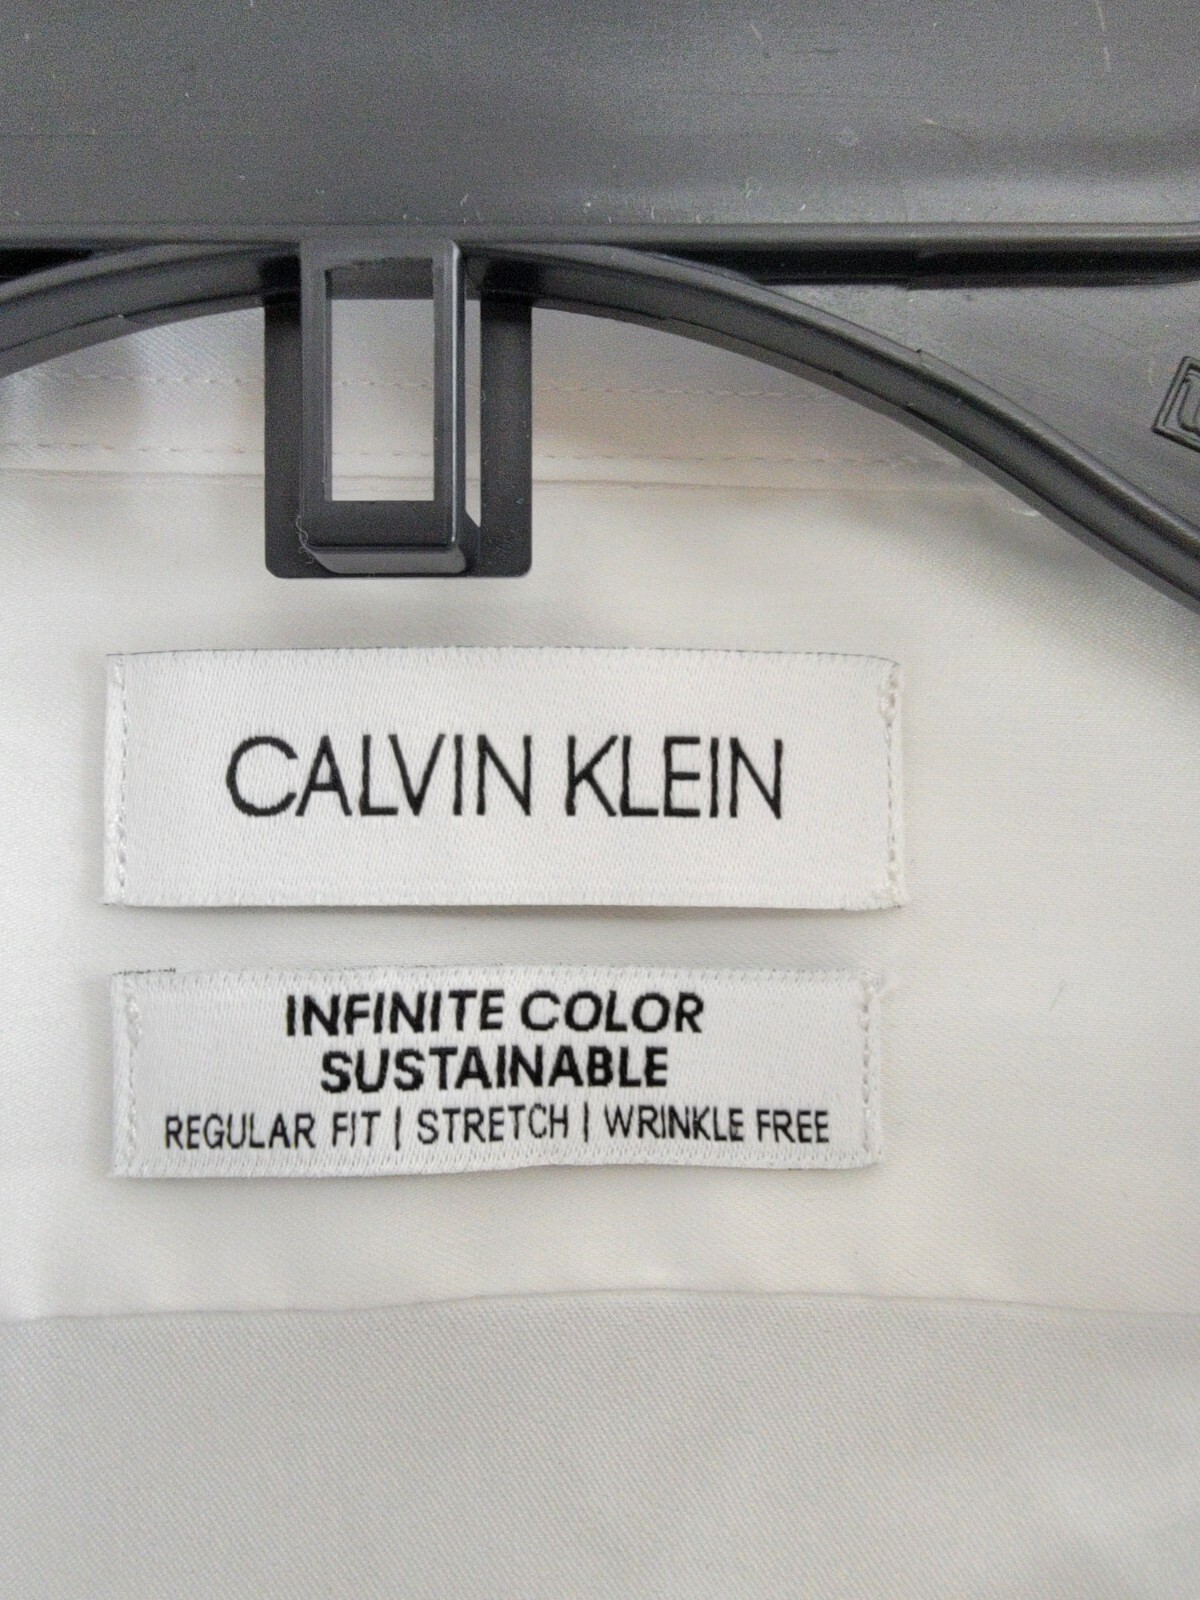 CALVIN KLEIN
INFINITE COLOR
SUSTAINABLE
REGULAR FIT | STRETCH | WRINKLE FREE